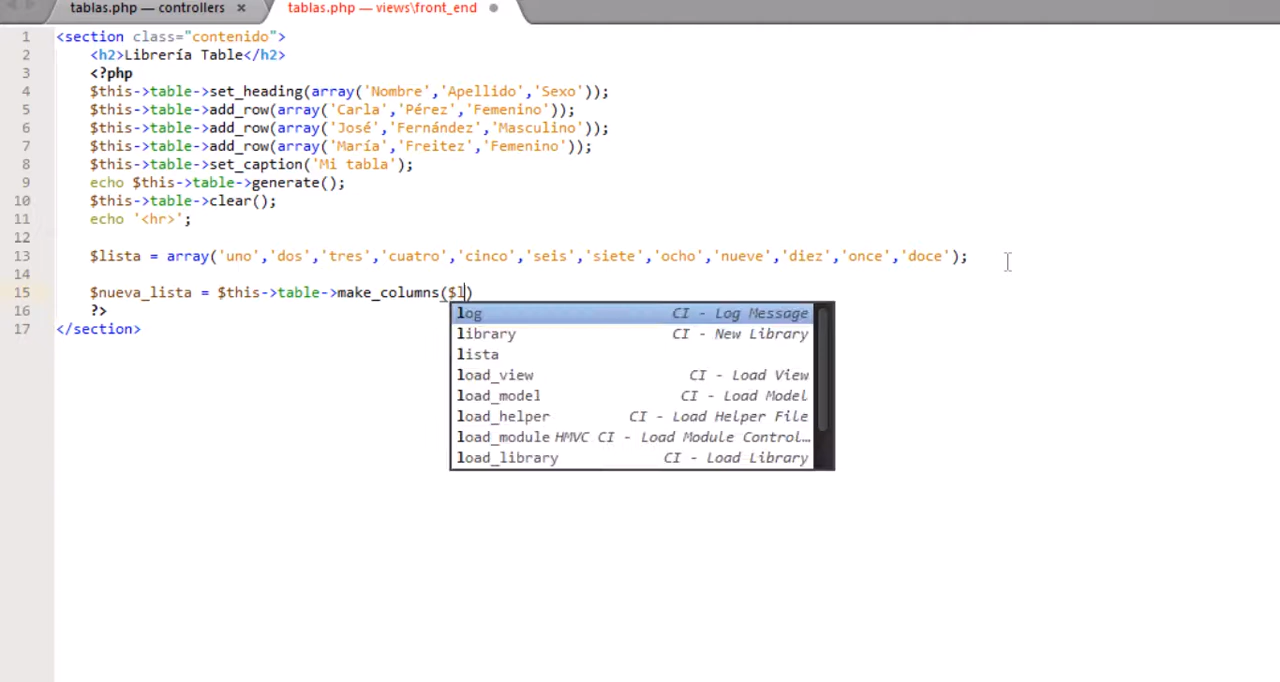 tablas.php — controllers × tablas.php — views\front_end
1 <section class="contenido">
2 <h2>Librería Table</h2>
3 <?php
4 $this->table->set_heading(array('Nombre','Apellido','Sexo'));
5 $this->table->add_row(array('Carla','Pérez','Femenino'));
6 $this->table->add_row(array('José','Fernández','Masculino'));
7 $this->table->add_row(array('María','Freitez','Femenino'));
8 $this->table->set_caption('Mi tabla');
9 echo $this->table->generate();
10 $this->table->clear();
11 echo '<hr>';
12
13 $lista = array('uno','dos','tres','cuatro','cinco','seis','siete','ocho','nueve','diez','once','doce');
14
15 $nueva_lista = $this->table->make_columns($l)
16 ?>
17 </section>
log CI - Log Message
library CI - New Library
lista
load_view CI - Load View
load_model CI - Load Model
load_helper CI - Load Helper File
load_module HMVC CI - Load Module Control…
load_library CI - Load Library